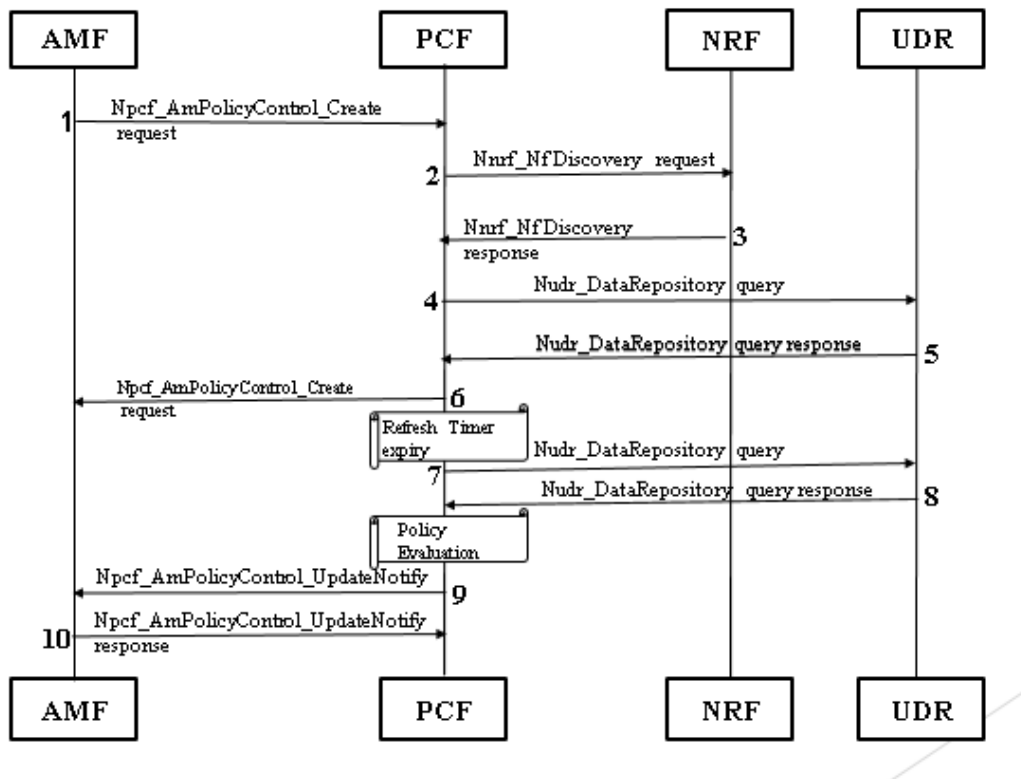 AMF PCF NRF UDR
Npcf_AmPolicyControl_Create
1
request
Nnrf_NfDiscovery request
2
Nnrf_NfDiscovery
3
response
Nudr_DataRepository query
4
Nudr_DataRepository query response
5
Npcf_AmPolicyControl_Create
6
request
Refresh Timer
expiry
Nudr_DataRepository query
7
Nudr_DataRepository query response
8
Policy
Evaluation
Npcf_AmPolicyControl_UpdateNotify
9
Npcf_AmPolicyControl_UpdateNotify
10
response
AMF PCF NRF UDR